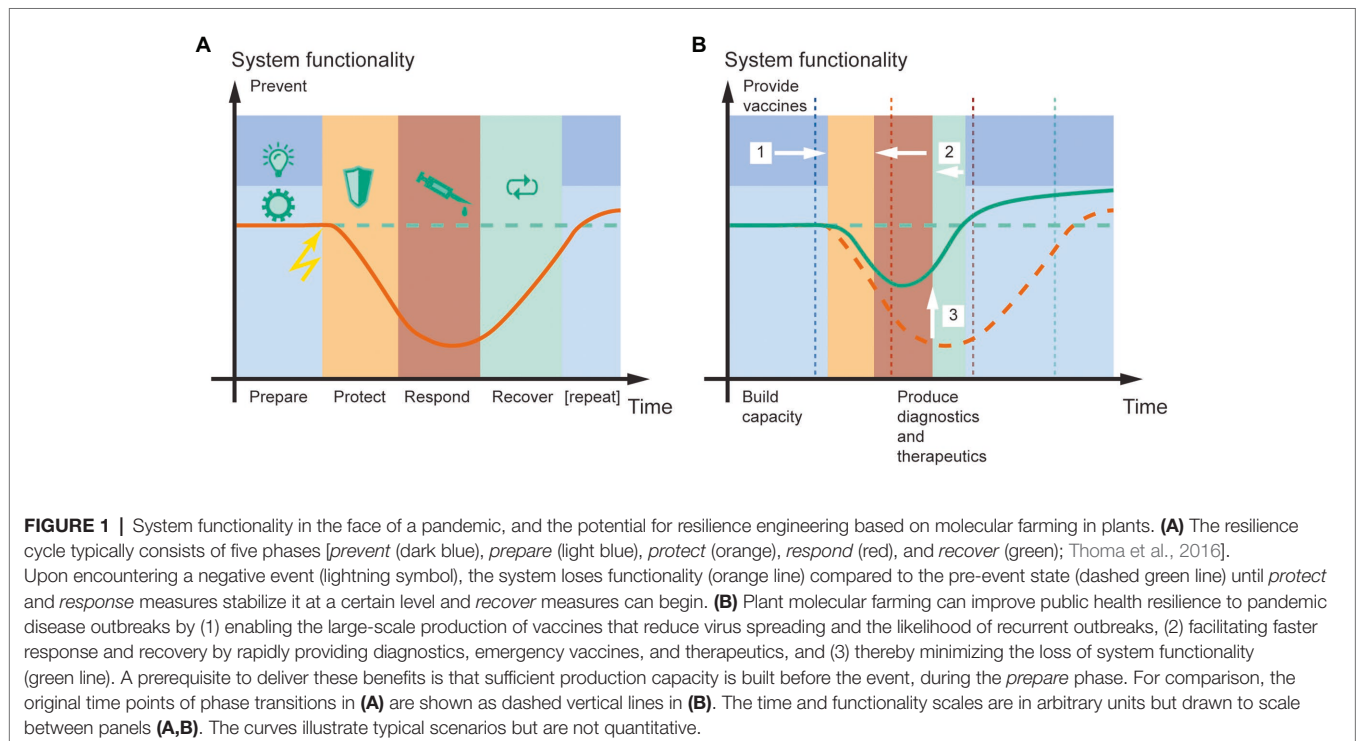 A
System functionality
Prevent
Prepare
Protect
Respond
Recover
[repeat]
Time
B
System functionality
Provide
vaccines
1
2
3
Build
capacity
Produce
diagnostics
and
therapeutics
Time
FIGURE 1 | System functionality in the face of a pandemic, and the potential for resilience engineering based on molecular farming in plants. (A) The resilience
cycle typically consists of five phases [prevent (dark blue), prepare (light blue), protect (orange), respond (red), and recover (green); Thoma et al., 2016].
Upon encountering a negative event (lightning symbol), the system loses functionality (orange line) compared to the pre-event state (dashed green line) until protect
and response measures stabilize it at a certain level and recover measures can begin. (B) Plant molecular farming can improve public health resilience to pandemic
disease outbreaks by (1) enabling the large-scale production of vaccines that reduce virus spreading and the likelihood of recurrent outbreaks, (2) facilitating faster
response and recovery by rapidly providing diagnostics, emergency vaccines, and therapeutics, and (3) thereby minimizing the loss of system functionality
(green line). A prerequisite to deliver these benefits is that sufficient production capacity is built before the event, during the prepare phase. For comparison, the
original time points of phase transitions in (A) are shown as dashed vertical lines in (B). The time and functionality scales are in arbitrary units but drawn to scale
between panels (A,B). The curves illustrate typical scenarios but are not quantitative.